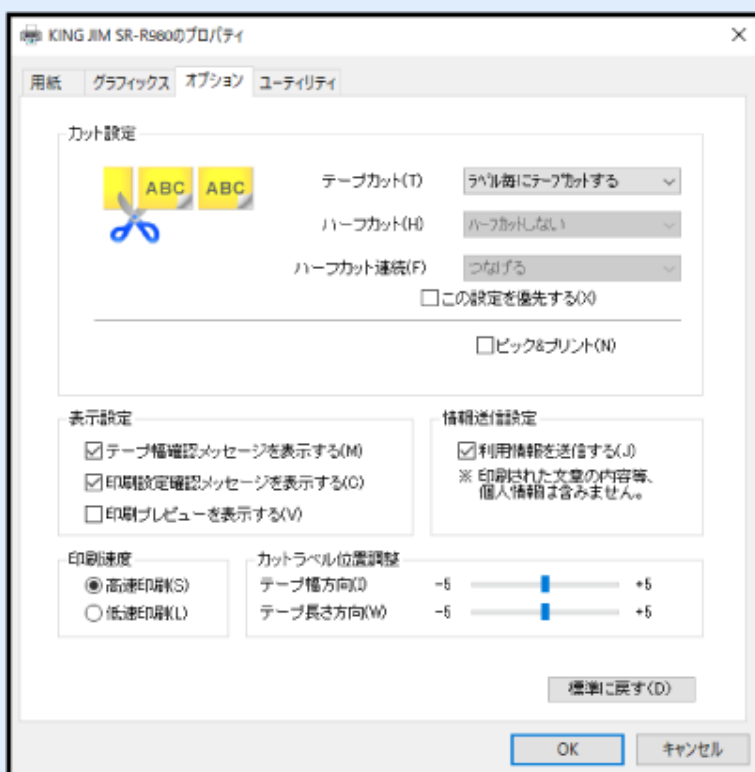 KING JIM SR-R980のプロパティ
用紙 グラフィックス オプション ユーティリティ
カット設定
ABC ABC
テープカット(T) ラベル毎にテープカットする
ハーフカット(H) ハーフカットしない
ハーフカット連続(F) つなげる
この設定を優先する(X)
ピック&プリント(N)
表示設定
テープ幅確認メッセージを表示する(M)
印刷設定確認メッセージを表示する(C)
印刷プレビューを表示する(V)
情報送信設定
利用情報を送信する(J)
※ 印刷された文章の内容等、
個人情報は含みません。
印刷速度
高速印刷(S)
低速印刷(L)
カットラベル位置調整
テープ幅方向(I) -5 +5
テープ長さ方向(W) -5 +5
標準に戻す(D)
OK キャンセル